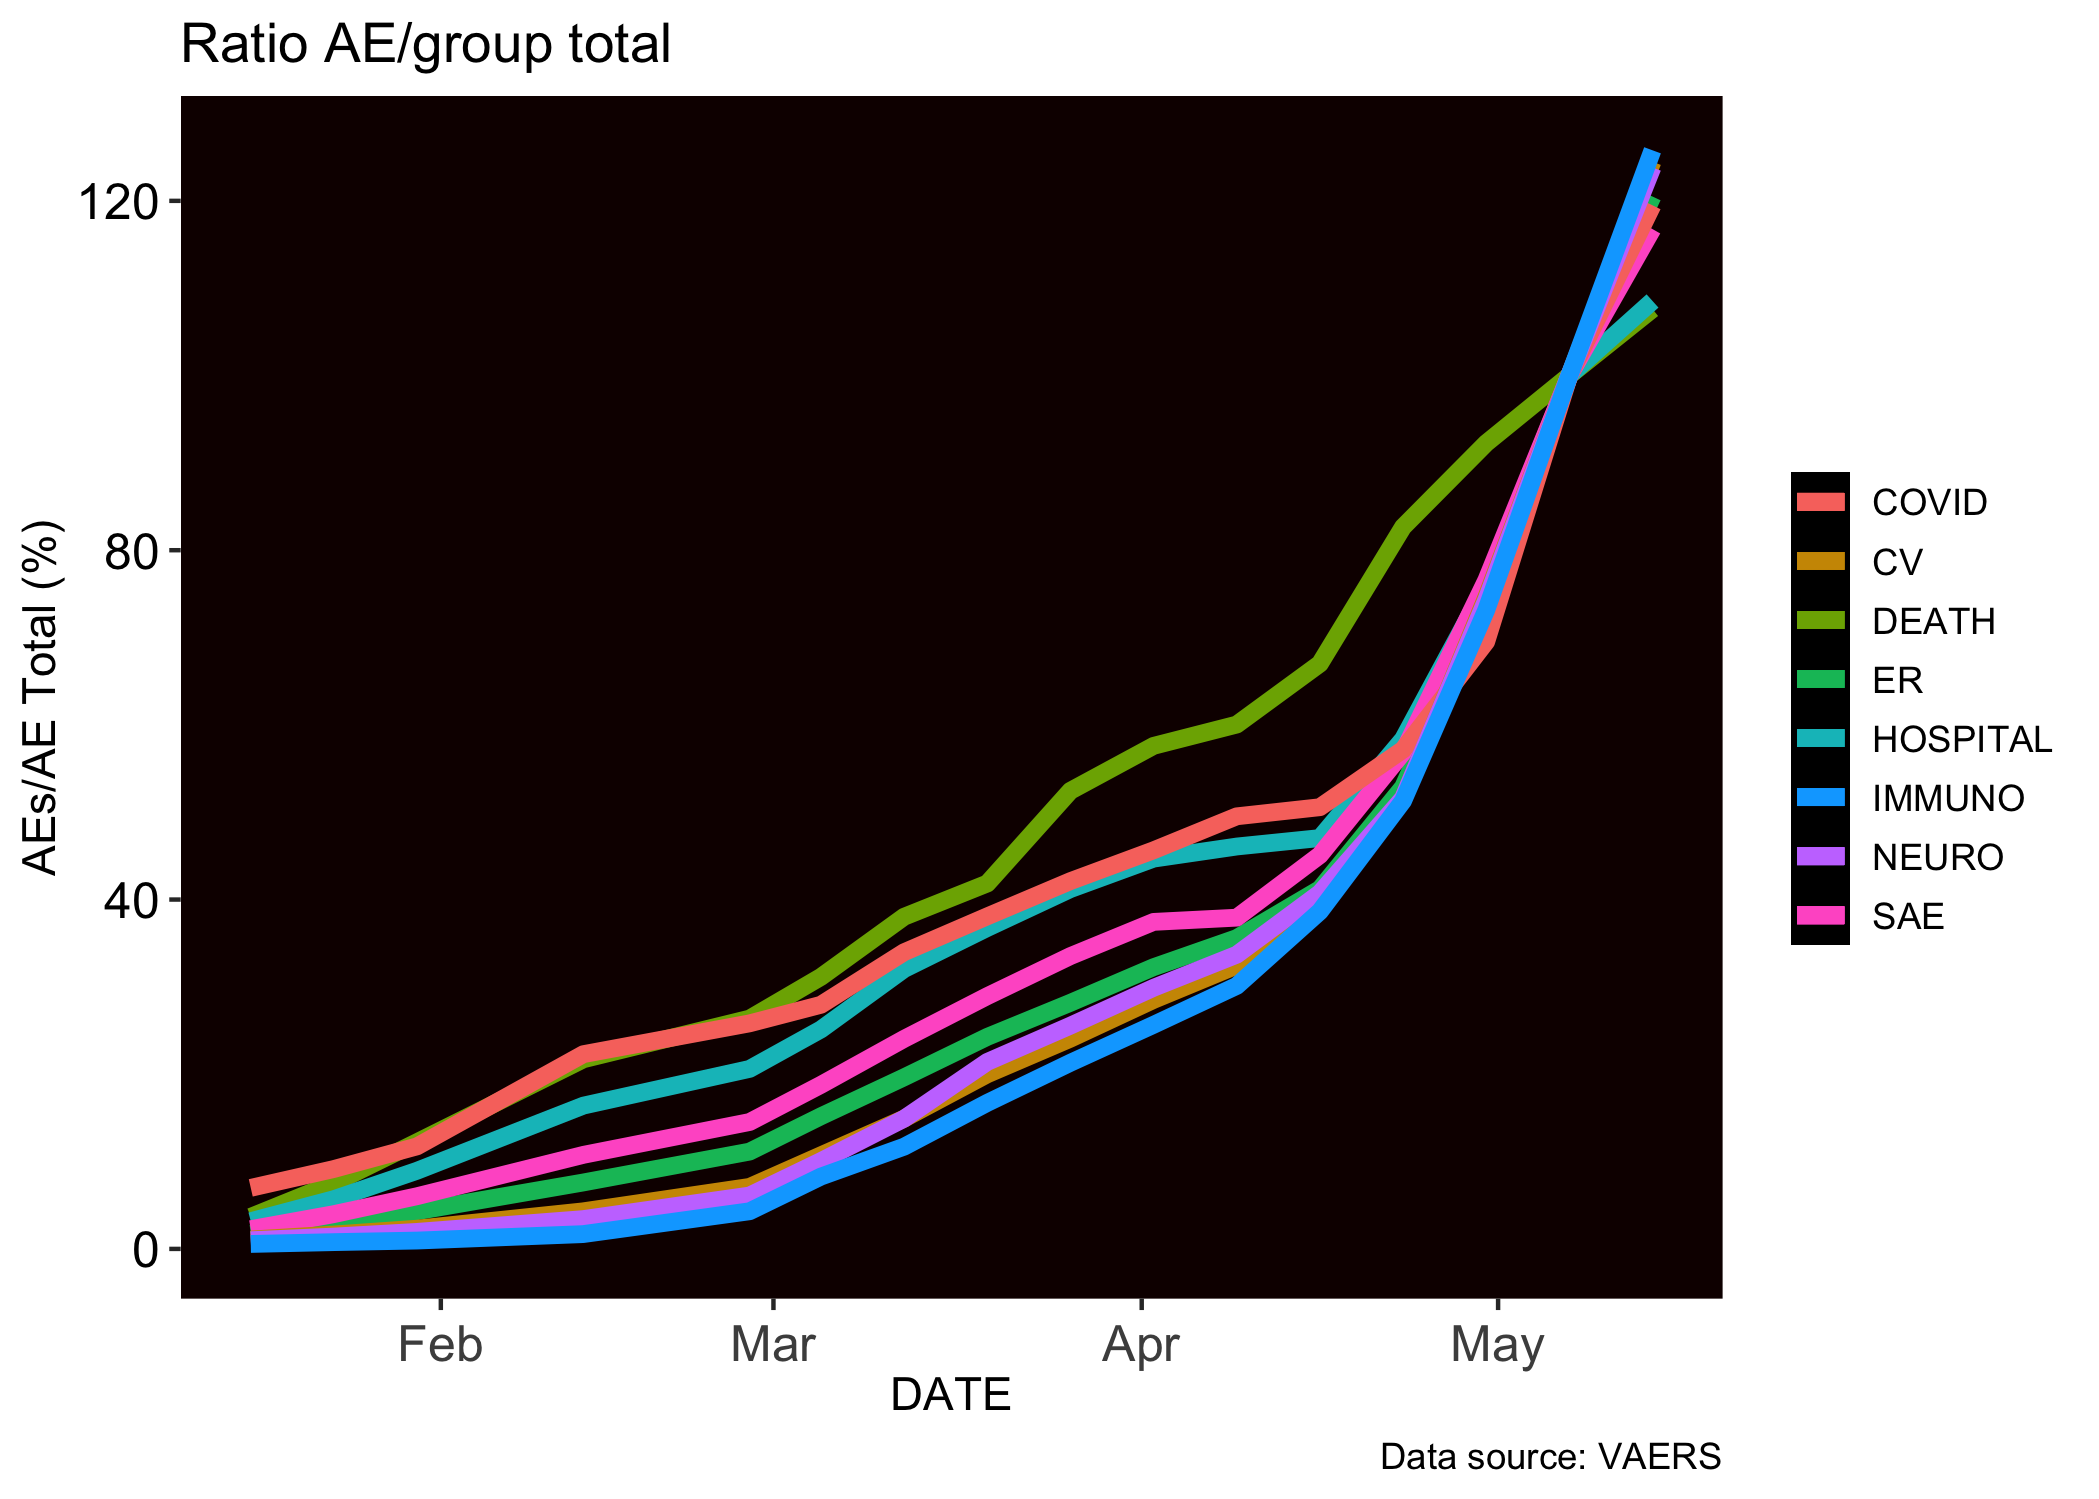 Ratio AE/group total
AEs/AE Total (%)
120
80
40
0
Feb
Mar
Apr
May
DATE
COVID
CV
DEATH
ER
HOSPITAL
IMMUNO
NEURO
SAE
Data source: VAERS